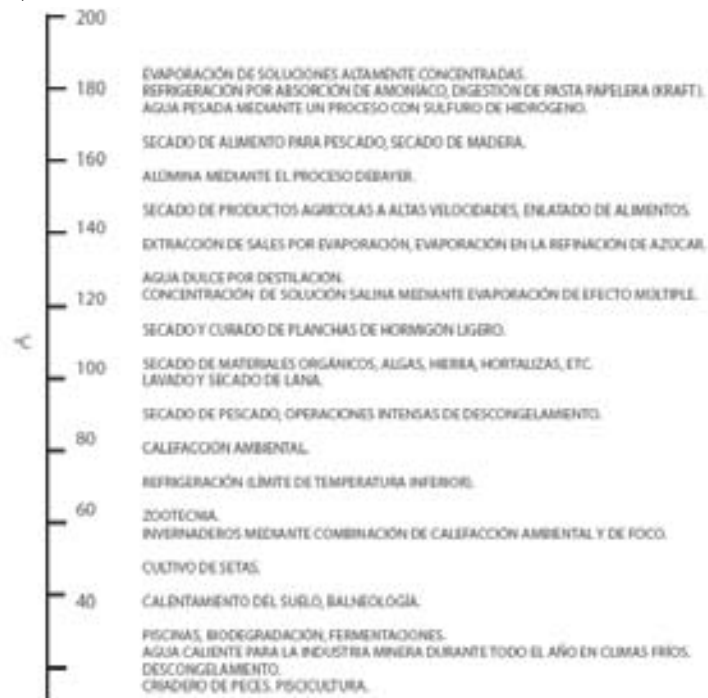 200
180
EVAPORACIÓN DE SOLUCIONES ALTAMENTE CONCENTRADAS.
REFRIGERACIÓN POR ABSORCIÓN DE AMONÍACO, DIGESTION DE PASTA PAPELERA (KRAFT).
AGUA PESADA MEDIANTE UN PROCESO CON SULFURO DE HIDRÓGENO.
SECADO DE ALIMENTO PARA PESCADO, SECADO DE MADERA.
160
ALÚMINA MEDIANTE EL PROCESO DEBAYER.
SECADO DE PRODUCTOS AGRICOLAS A ALTAS VELOCIDADES, ENLATADO DE ALIMENTOS.
140
EXTRACCIÓN DE SALES POR EVAPORACIÓN, EVAPORACIÓN EN LA REFINACIÓN DE AZÚCAR.
AGUA DULCE POR DESTILACIÓN.
120
CONCENTRACIÓN DE SOLUCIÓN SALINA MEDIANTE EVAPORACIÓN DE EFECTO MÚLTIPLE.
SECADO Y CURADO DE PLANCHAS DE HORMIGÓN LIGERO.
100
SECADO DE MATERIALES ORGÁNICOS, ALGAS, HIERBA, HORTALIZAS, ETC.
LAVADO Y SECADO DE LANA.
SECADO DE PESCADO, OPERACIONES INTENSAS DE DESCONGELAMIENTO.
80
CALEFACCIÓN AMBIENTAL.
REFRIGERACIÓN (LÍMITE DE TEMPERATURA INFERIOR).
60
ZOOTECNIA.
INVERNADEROS MEDIANTE COMBINACIÓN DE CALEFACCIÓN AMBIENTAL Y DE FOCO.
CULTIVO DE SETAS.
40
CALENTAMIENTO DEL SUELO, BALNEOLOGÍA.
PISCINAS, BIODEGRADACIÓN, FERMENTACIONES.
AGUA CALIENTE PARA LA INDUSTRIA MINERA DURANTE TODO EL AÑO EN CLIMAS FRÍOS.
DESCONGELAMIENTO.
CRIADERO DE PECES. PISCICULTURA.